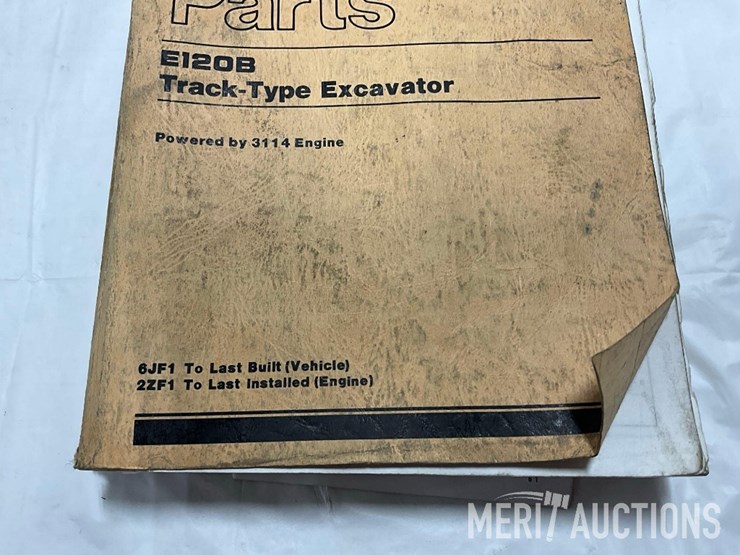 Parts
E120B
Track-Type Excavator
Powered by 3114 Engine
6JF1 To Last Built (Vehicle)
2ZF1 To Last Installed (Engine)
MERIT AUCTIONS